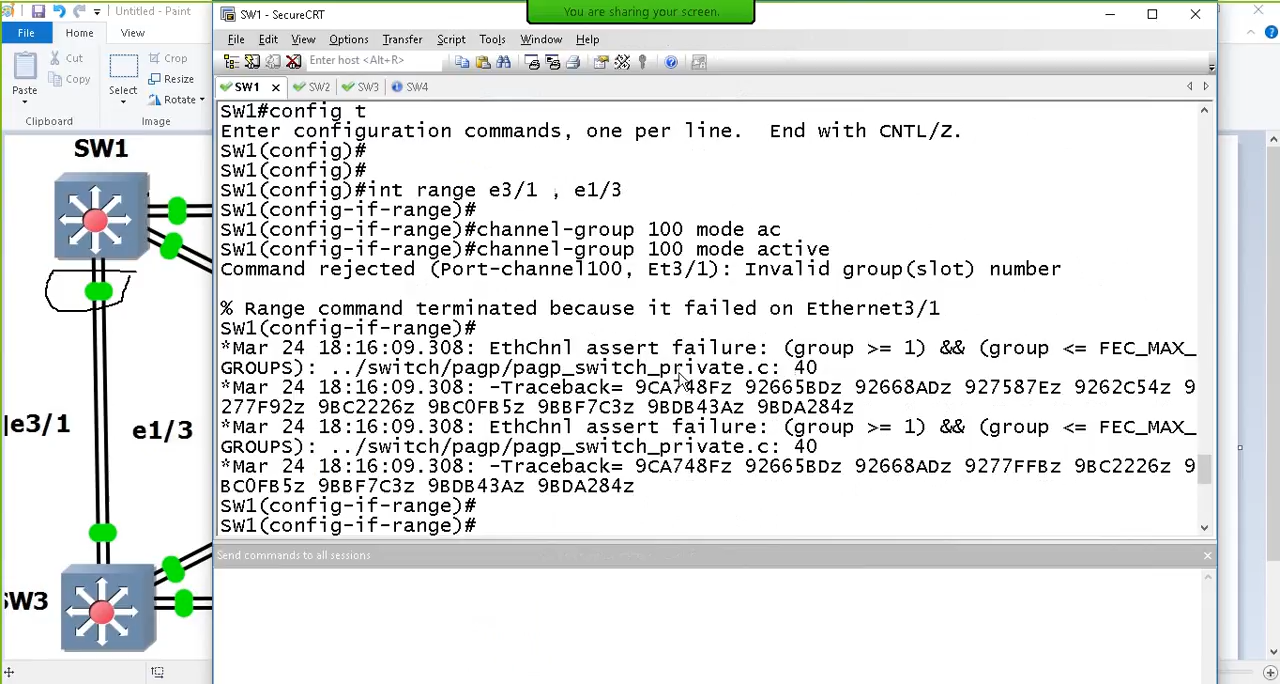 You are sharing your screen.
Untitled - Paint
SW1 - SecureCRT
File Home View
File Edit View Options Transfer Script Tools Window Help
Paste
Cut
Copy
Clipboard
Select
Crop
Resize
Rotate
Image
Enter host <Alt+R>
SW1 SW2 SW3 SW4
SW1#config t
Enter configuration commands, one per line.  End with CNTL/Z.
SW1(config)#
SW1(config)#
SW1(config)#int range e3/1 , e1/3
SW1(config-if-range)#
SW1(config-if-range)#channel-group 100 mode ac
SW1(config-if-range)#channel-group 100 mode active
Command rejected (Port-channel100, Et3/1): Invalid group(slot) number
% Range command terminated because it failed on Ethernet3/1
SW1(config-if-range)#
*Mar 24 18:16:09.308: EthChnl assert failure: (group >= 1) && (group <= FEC_MAX_
GROUPS): ../switch/pagp/pagp_switch_private.c: 40
*Mar 24 18:16:09.308: -Traceback= 9CA748Fz 92665BDz 92668ADz 927587Ez 9262C54z 9
277F92z 9BC2226z 9BC0FB5z 9BBF7C3z 9BDB43Az 9BDA284z
*Mar 24 18:16:09.308: EthChnl assert failure: (group >= 1) && (group <= FEC_MAX_
GROUPS): ../switch/pagp/pagp_switch_private.c: 40
*Mar 24 18:16:09.308: -Traceback= 9CA748Fz 92665BDz 92668ADz 9277FFBz 9BC2226z 9
BC0FB5z 9BBF7C3z 9BDB43Az 9BDA284z
SW1(config-if-range)#
SW1(config-if-range)#
Send commands to all sessions
SW1
e3/1
e1/3
SW3